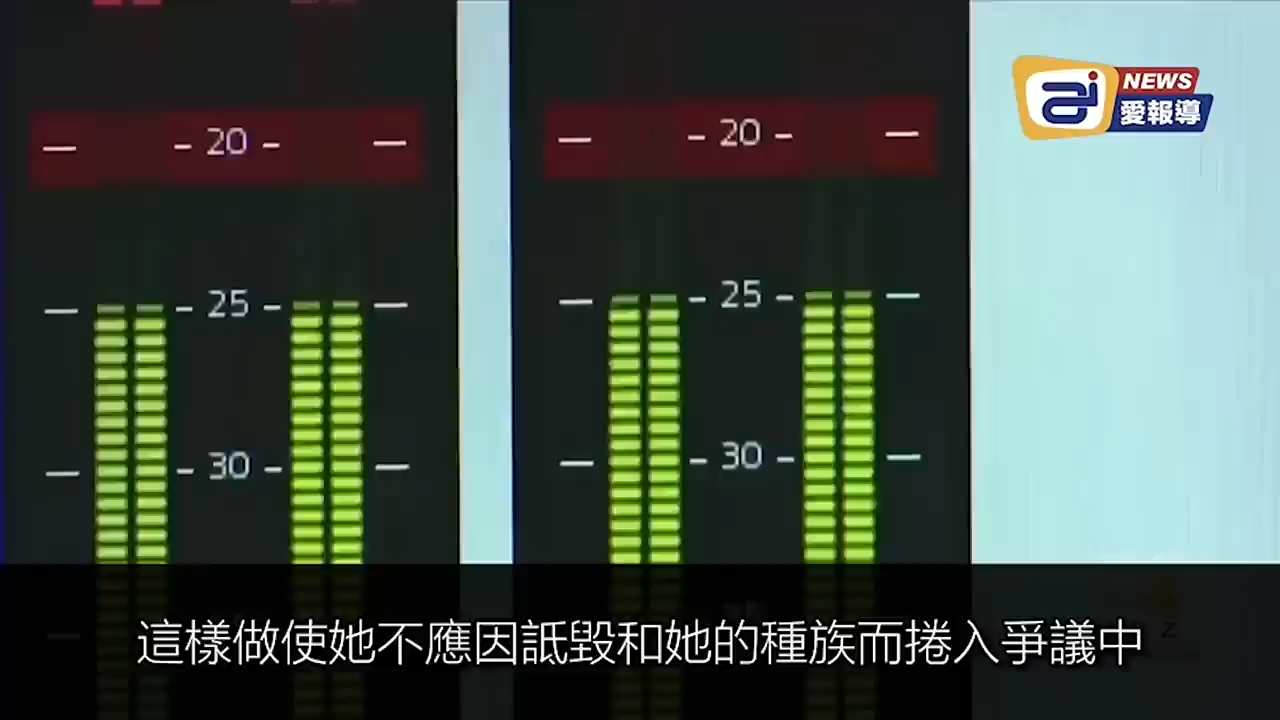 NEWS
愛報導
- 20 -
- 20 -
- 25 -
- 25 -
- 30 -
- 30 -
這樣做使她不應因詆毀和她的種族而捲入爭議中